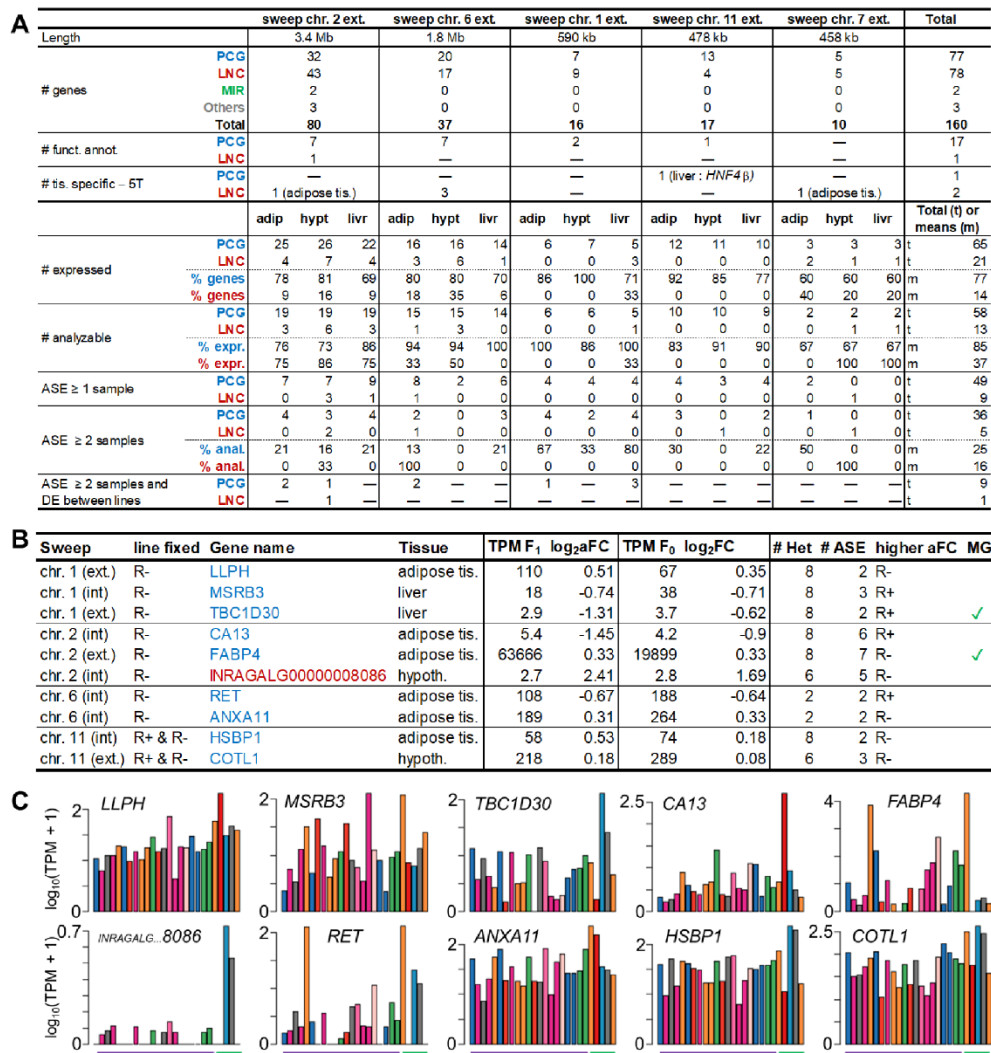 A
sweep chr. 2 ext. sweep chr. 6 ext. sweep chr. 1 ext. sweep chr. 11 ext. sweep chr. 7 ext. Total
Length 3.4 Mb 1.8 Mb 590 kb 478 kb 458 kb
PCG 32 20 7 13 5 77
LNC 43 17 9 4 5 78
# genes MIR 2 0 0 0 0 2
Others 3 0 0 0 0 3
Total 80 37 16 17 10 160
# funct. annot. PCG 7 7 2 1 — 17
LNC 1 — — — — 1
# tis. specific – 5T PCG — — — 1 (liver : HNF4 β) — 1
LNC 1 (adipose tis.) 3 — — 1 (adipose tis.) 2
adip hypt livr adip hypt livr adip hypt livr adip hypt livr adip hypt livr Total (t) or means (m)
# expressed PCG 25 26 22 16 16 14 6 7 5 12 11 10 3 3 3 t 65
LNC 4 7 4 3 6 1 0 0 3 0 0 0 2 1 1 t 21
% genes 78 81 69 80 80 70 86 100 71 92 85 77 60 60 60 m 77
% genes 9 16 9 18 35 6 0 0 33 0 0 0 40 20 20 m 14
# analyzable PCG 19 19 19 15 15 14 6 6 5 10 10 9 2 2 2 t 58
LNC 3 6 3 1 3 0 0 0 1 0 0 0 0 1 1 t 13
% expr. 76 73 86 94 94 100 100 86 100 83 91 90 67 67 67 m 85
% expr. 75 86 75 33 50 0 0 0 33 0 0 0 0 100 100 m 37
ASE ≥ 1 sample PCG 7 7 9 8 2 6 4 4 4 4 3 4 2 0 0 t 49
LNC 0 3 1 1 0 0 0 0 0 0 0 0 0 1 0 t 9
ASE ≥ 2 samples PCG 4 3 4 2 0 3 4 2 4 3 0 2 1 0 0 t 36
LNC 0 2 0 1 0 0 0 0 0 0 1 0 0 1 0 t 5
% anal. 21 16 21 13 0 21 67 33 80 30 0 22 50 0 0 m 25
% anal. 0 33 0 100 0 0 0 0 0 0 0 0 0 100 0 m 16
ASE ≥ 2 samples and PCG 2 1 — 2 — — 1 — 3 — — — — — — t 9
DE between lines LNC — 1 — — — — — — — — — — — — — t 1
B
Sweep line fixed Gene name Tissue TPM F1 log2aFC TPM F0 log2FC # Het # ASE higher aFC MG
chr. 1 (ext.) R- LLPH adipose tis. 110 0.51 67 0.35 8 2 R-
chr. 1 (int) R- MSRB3 liver 18 -0.74 38 -0.71 8 3 R+
chr. 1 (ext.) R- TBC1D30 liver 2.9 -1.31 3.7 -0.62 8 2 R+ ✓
chr. 2 (int) R- CA13 adipose tis. 5.4 -1.45 4.2 -0.9 8 6 R+
chr. 2 (ext.) R- FABP4 adipose tis. 63666 0.33 19899 0.33 8 7 R- ✓
chr. 2 (int) R- INRAGALG00000008086 hypoth. 2.7 2.41 2.8 1.69 6 5 R-
chr. 6 (int) R- RET adipose tis. 108 -0.67 188 -0.64 2 2 R+
chr. 6 (int) R- ANXA11 adipose tis. 189 0.31 264 0.33 2 2 R-
chr. 11 (int) R+ & R- HSBP1 adipose tis. 58 0.53 74 0.18 8 2 R-
chr. 11 (ext.) R+ & R- COTL1 hypoth. 218 0.18 289 0.08 6 3 R-
C
log10(TPM + 1)
2 0 LLPH
2 0 MSRB3
2 0 TBC1D30
2.5 0 CA13
4 0 FABP4
log10(TPM + 1)
0.7 0 INRAGALG...8086
2 0 RET
2.5 0 ANXA11
2 0 HSBP1
2.5 0 COTL1